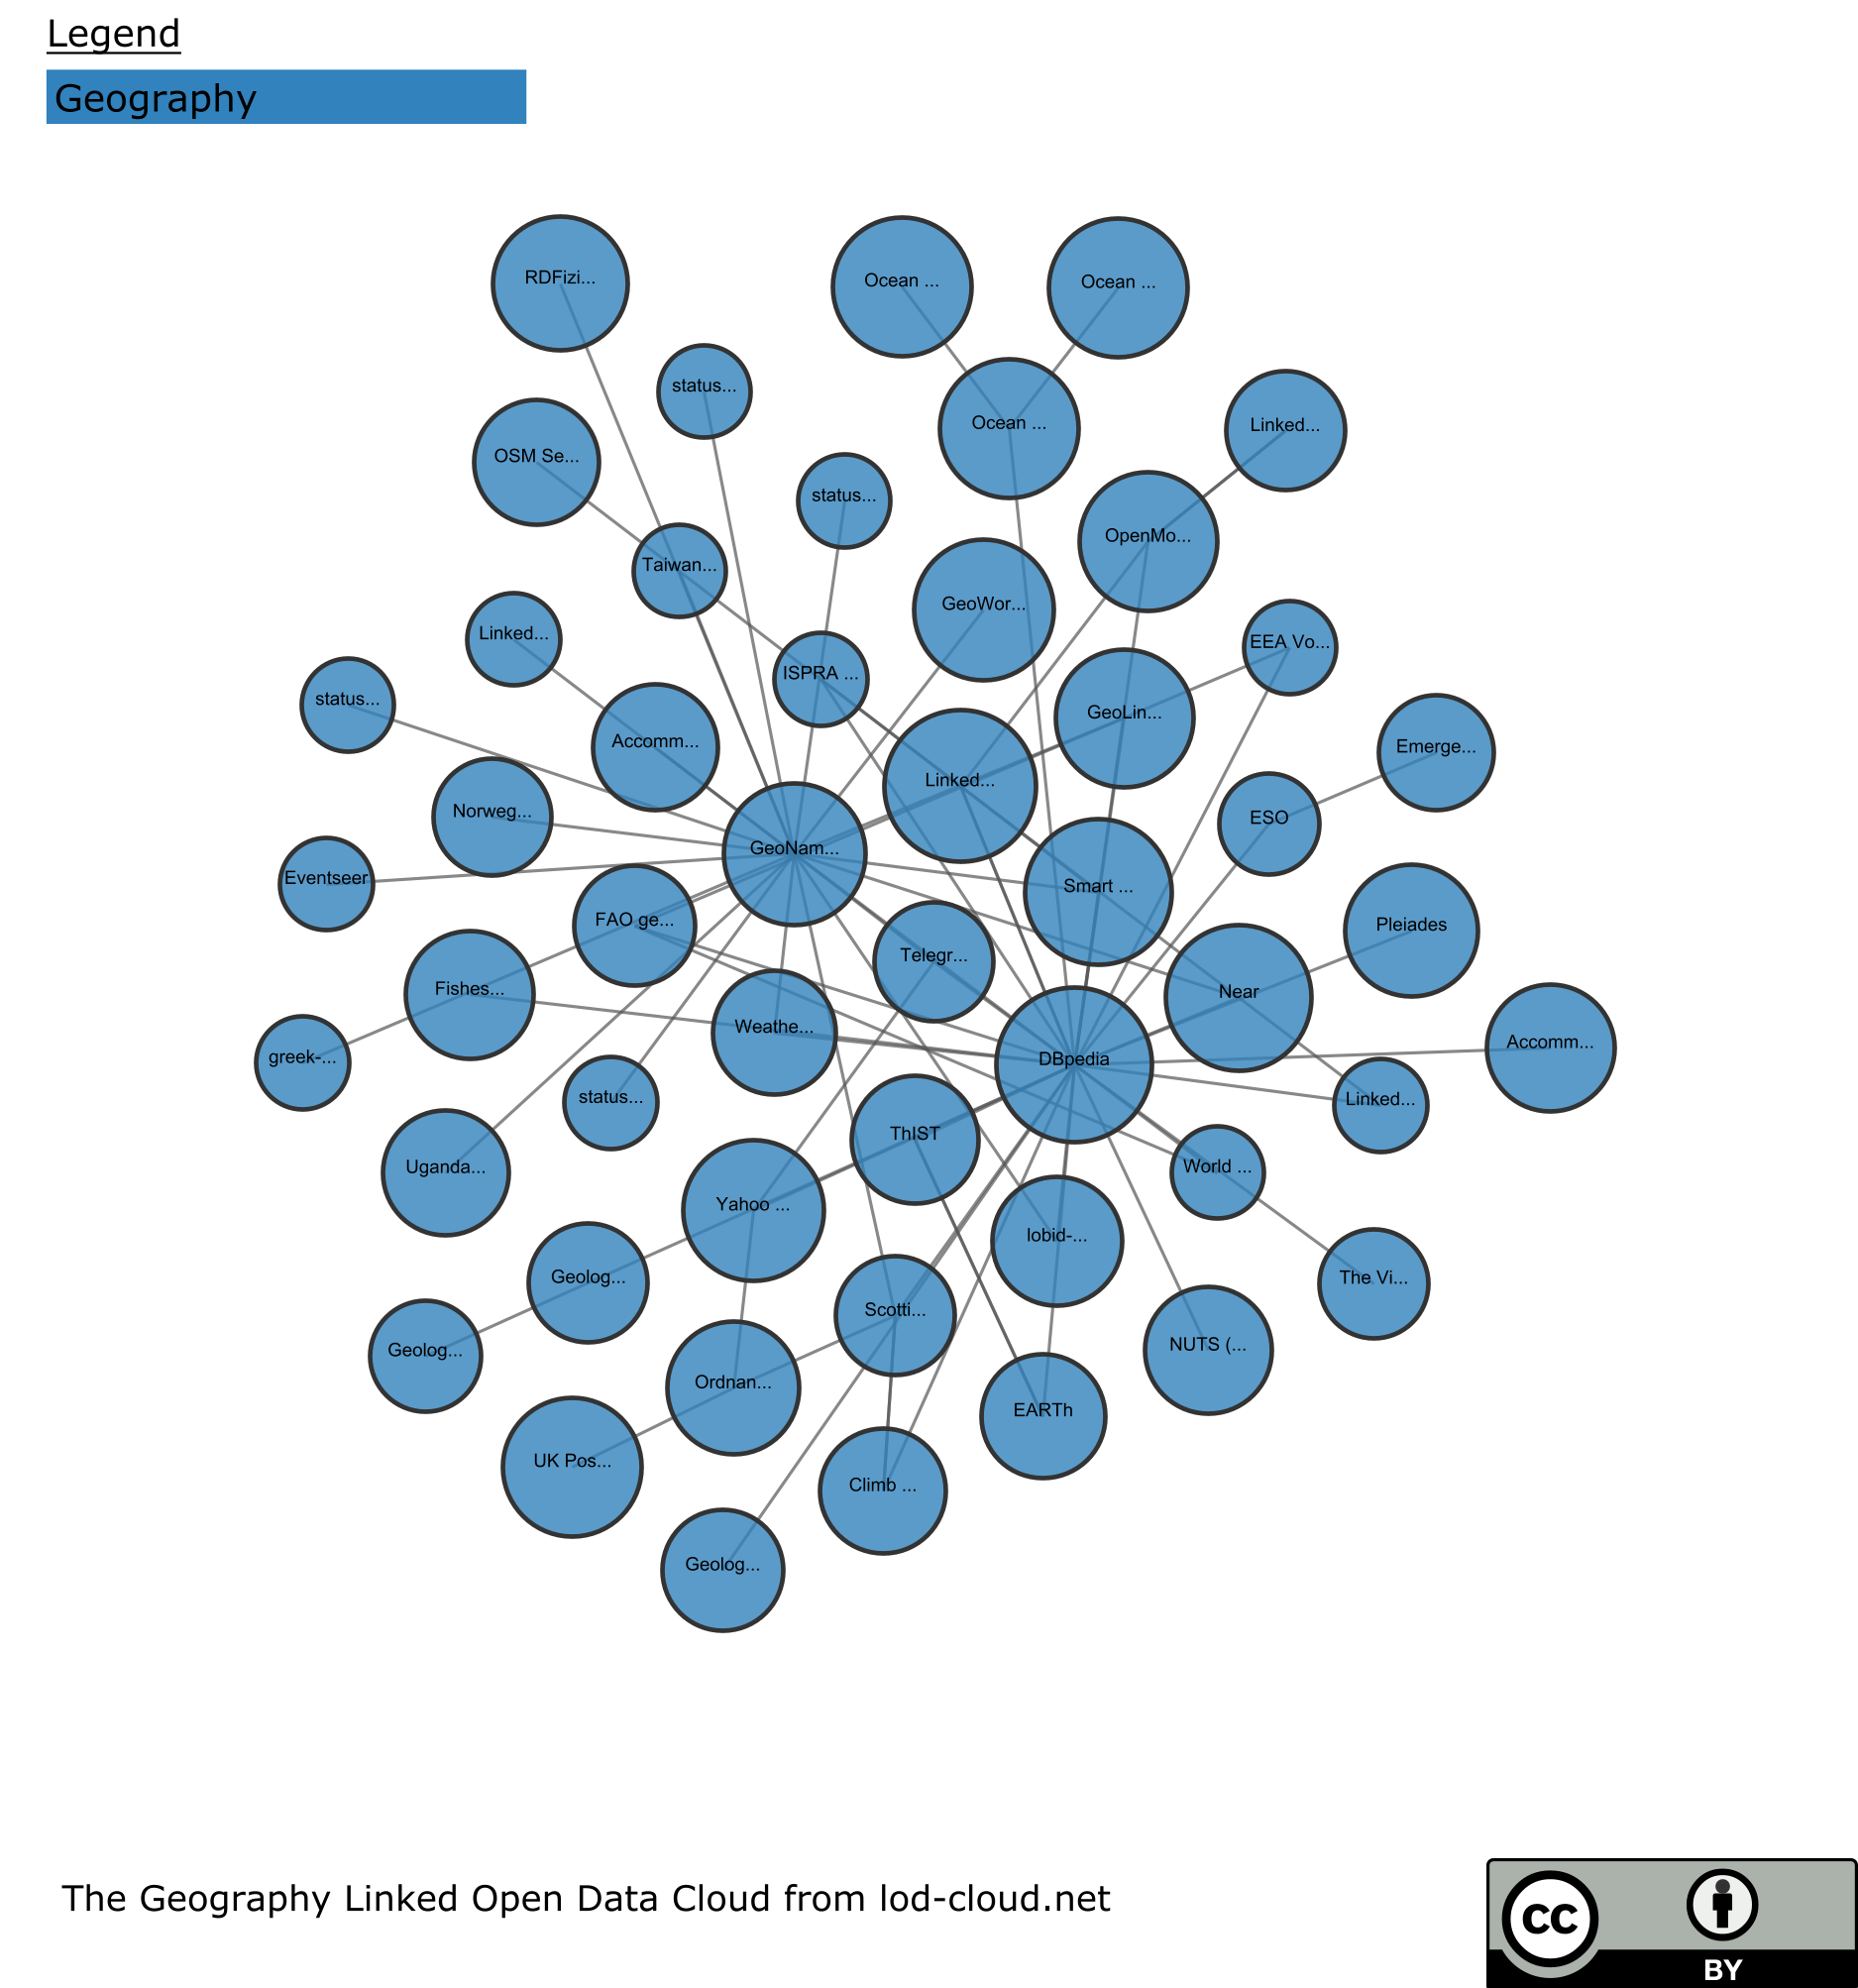 Legend
Geography
RDFizi...
Ocean ...
Ocean ...
status...
Ocean ...
Linked...
OSM Se...
status...
OpenMo...
Taiwan...
GeoWor...
Linked...
EEA Vo...
ISPRA ...
status...
GeoLin...
Accomm...
Emerge...
Linked...
Norweg...
ESO
GeoNam...
Eventseer
Smart ...
FAO ge...
Pleiades
Telegr...
Fishes...
Near
Weathe...
greek-...
DBpedia
Accomm...
status...
Linked...
ThIST
Uganda...
World ...
Yahoo ...
lobid-...
Geolog...
The Vi...
Scotti...
Geolog...
NUTS (...
Ordnan...
EARTh
UK Pos...
Climb ...
Geolog...
The Geography Linked Open Data Cloud from lod-cloud.net
cc
BY